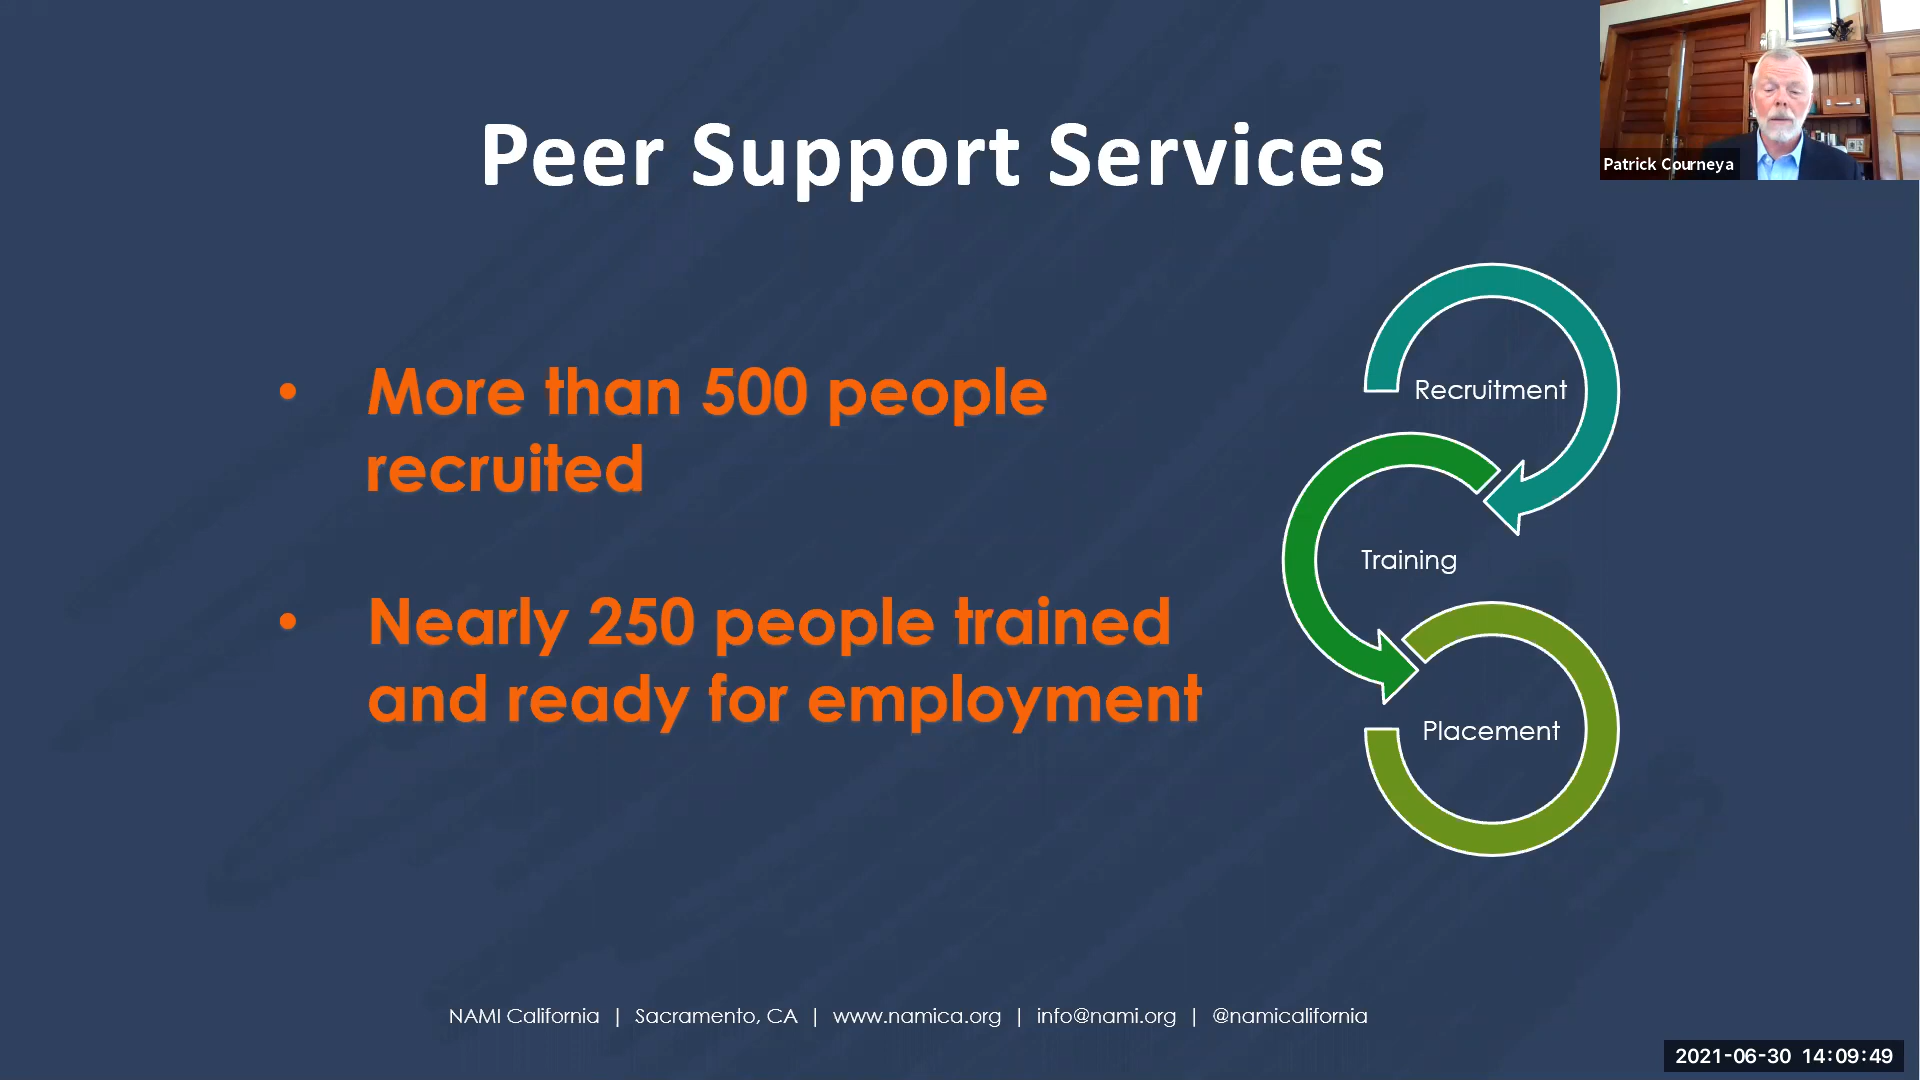 Peer Support Services
Patrick Courneya
• More than 500 people
recruited
• Nearly 250 people trained
and ready for employment
Recruitment
Training
Placement
NAMI California | Sacramento, CA | www.namica.org | info@nami.org | @namicalifornia
2021-06-30 14:09:49